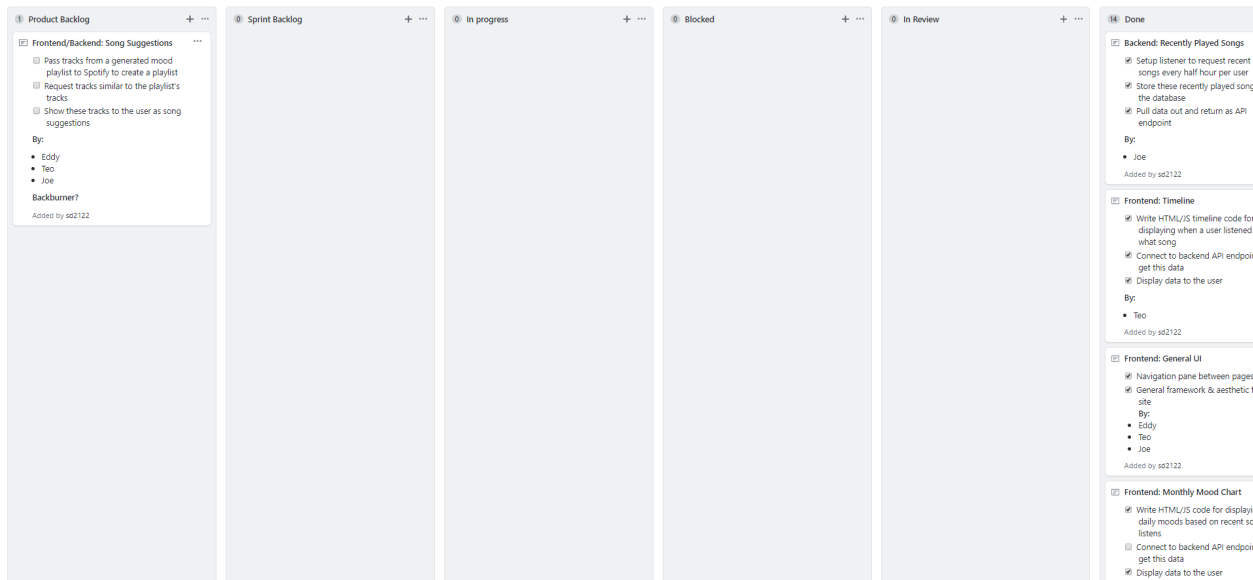 1 Product Backlog
Frontend/Backend: Song Suggestions
Pass tracks from a generated mood
playlist to Spotify to create a playlist
Request tracks similar to the playlist's
tracks
Show these tracks to the user as song
suggestions
By:
Eddy
Teo
Joe
Backburner?
Added by sd2122
0 Sprint Backlog
0 In progress
0 Blocked
0 In Review
14 Done
Backend: Recently Played Songs
Setup listener to request recent
songs every half hour per user
Store these recently played
the database
Pull data out and return as API
endpoint
By:
Joe
Added by sd2122
Frontend: Timeline
Write HTML/JS timeline code for
displaying when a user listened
what song
Connect to backend API
get this data
Display data to the user
By:
Teo
Added by sd2122
Frontend: General UI
Navigation pane between pages
General framework & aesthetic
site
By:
Eddy
Teo
Joe
Added by sd2122
Frontend: Monthly Mood Chart
Write HTML/JS code for
daily moods based on recent
listens
Connect to backend API
get this data
Display data to the user